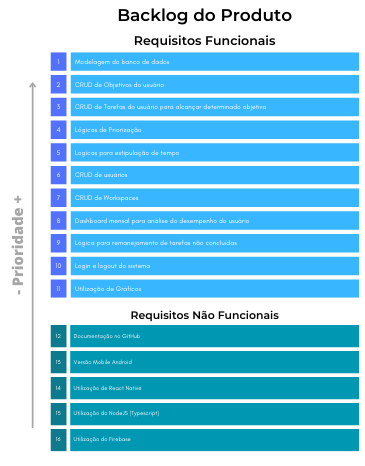 Backlog do Produto
Requisitos Funcionais
1 Modelagem do banco de dados
2 CRUD de Objetivos do usuário
3 CRUD de Tarefas do usuário para alcançar determinado objetivo
4 Lógicas de Priorização
5 Lógicas para estipulação de tempo
6 CRUD de usuários
7 CRUD de Workspaces
8 Dashboard mensal para análise do desempenho do usuário
9 Lógica para remanejamento de tarefas não concluídas
10 Login e logout do sistema
11 Utilização de Gráficos
- Prioridade +
Requisitos Não Funcionais
12 Documentação no GitHub
13 Versão Mobile Android
14 Utilização de React Native
15 Utilização do NodeJS (Typescript)
16 Utilização do Firebase